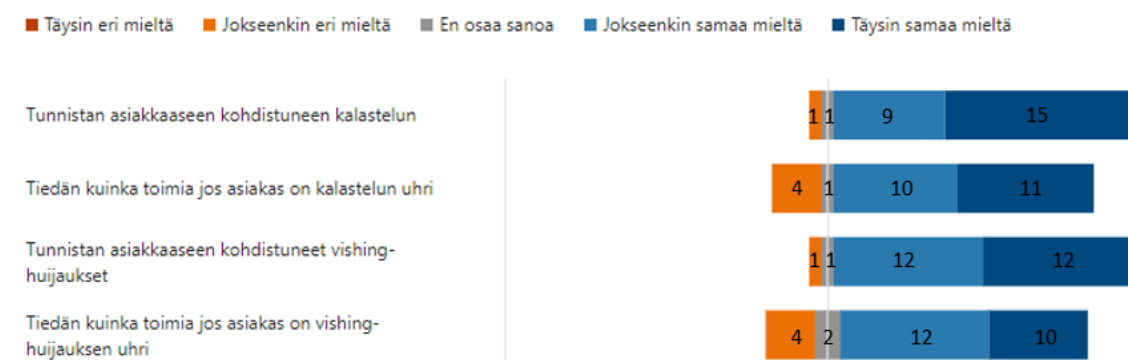 Täysin eri mieltä Jokseenkin eri mieltä En osaa sanoa Jokseenkin samaa mieltä Täysin samaa mieltä
Tunnistan asiakkaaseen kohdistuneen kalastelun 1 1 9 15
Tiedän kuinka toimia jos asiakas on kalastelun uhri 4 1 10 11
Tunnistan asiakkaaseen kohdistuneet vishing-
huijaukset 1 1 12 12
Tiedän kuinka toimia jos asiakas on vishing-
huijauksen uhri 4 2 12 10